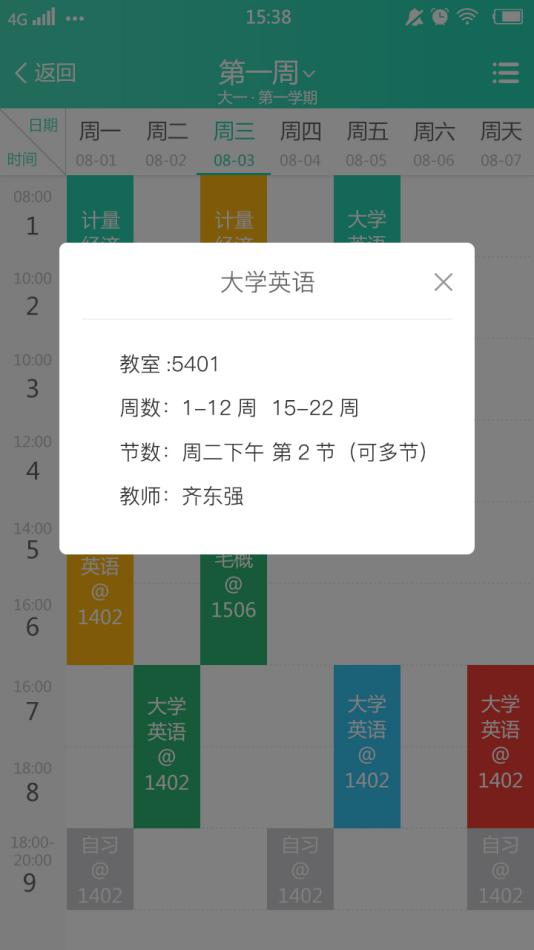 4G 15:38
返回
第一周
大一·第一学期
日期
时间
周一 周二 周三 周四 周五 周六 周天
08-01 08-02 08-03 08-04 08-05 08-06 08-07
08:00
1
计量
经济
计量
大学
英语
10:00
2
10:00
3
12:00
4
大学英语
教室 :5401
周数：1-12 周 15-22 周
节数：周二下午 第 2 节（可多节）
教师：齐东强
14:00
5
英语
@
1402
毛概
@
1506
16:00
6
16:00
7
大学
英语
@
1402
大学
英语
@
1402
大学
英语
@
1402
18:00
8
18:00-
20:00
9
自习
@
1402
自习
@
1402
自习
@
1402